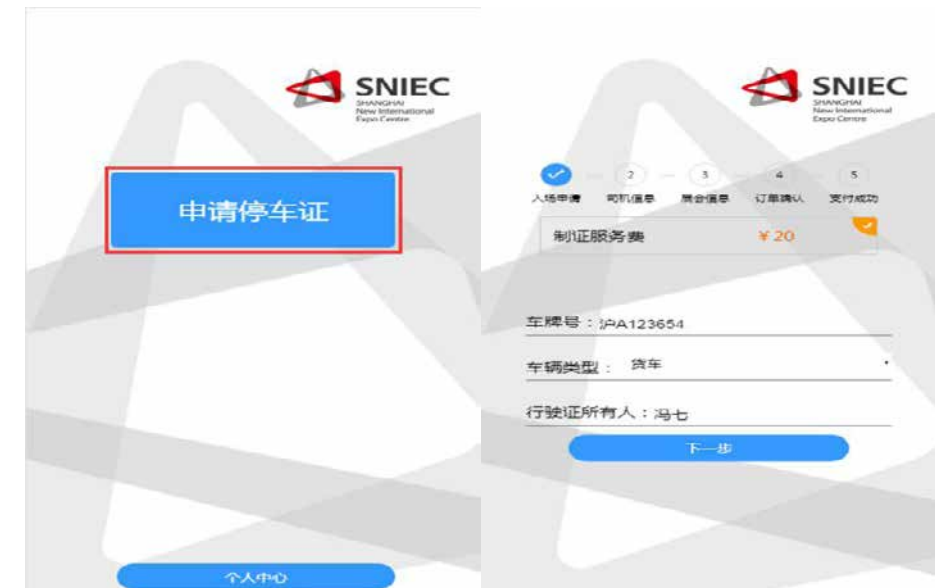 SNIEC
SHANGHAI
New International
Expo Centre
申请停车证
个人中心
SNIEC
SHANGHAI
New International
Expo Centre
2 3 4 5
入场申请 司机信息 展会信息 订单确认 支付成功
制证服务费 ￥20
车牌号：沪A123654
车辆类型： 货车
行驶证所有人：冯七
下一步